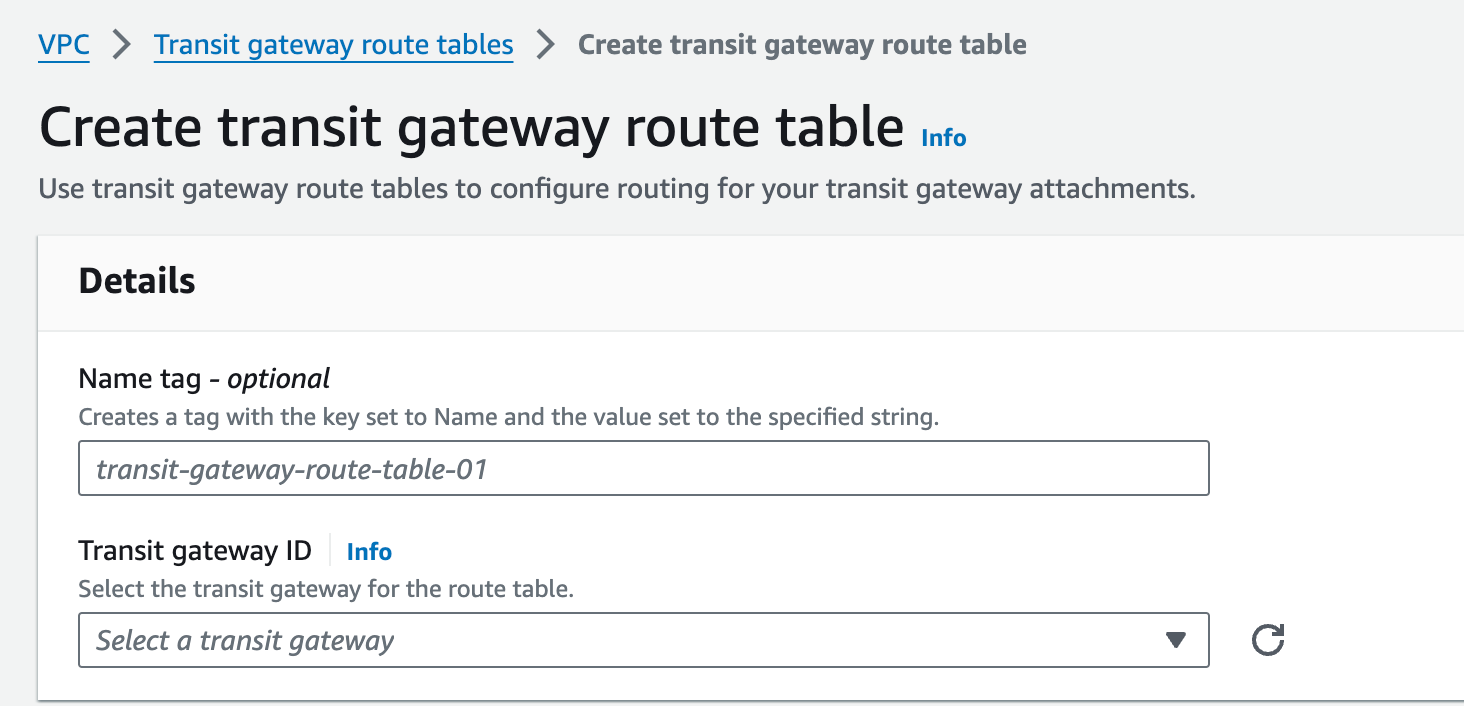 VPC > Transit gateway route tables > Create transit gateway route table
Create transit gateway route table Info
Use transit gateway route tables to configure routing for your transit gateway attachments.
Details
Name tag - optional
Creates a tag with the key set to Name and the value set to the specified string.
transit-gateway-route-table-01
Transit gateway ID Info
Select the transit gateway for the route table.
Select a transit gateway